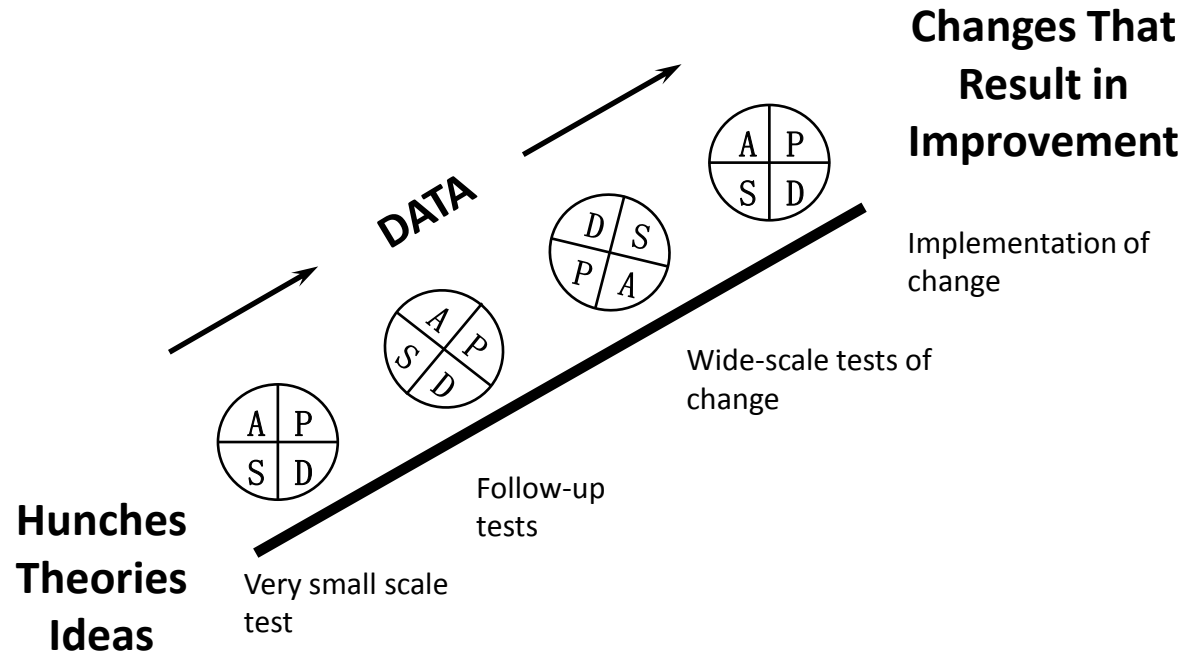 Changes That
Result in
Improvement
DATA
A P
S D
D S
P A
A P
S D
A P
S D
Implementation of
change
Wide-scale tests of
change
Follow-up
tests
Very small scale
test
Hunches
Theories
Ideas